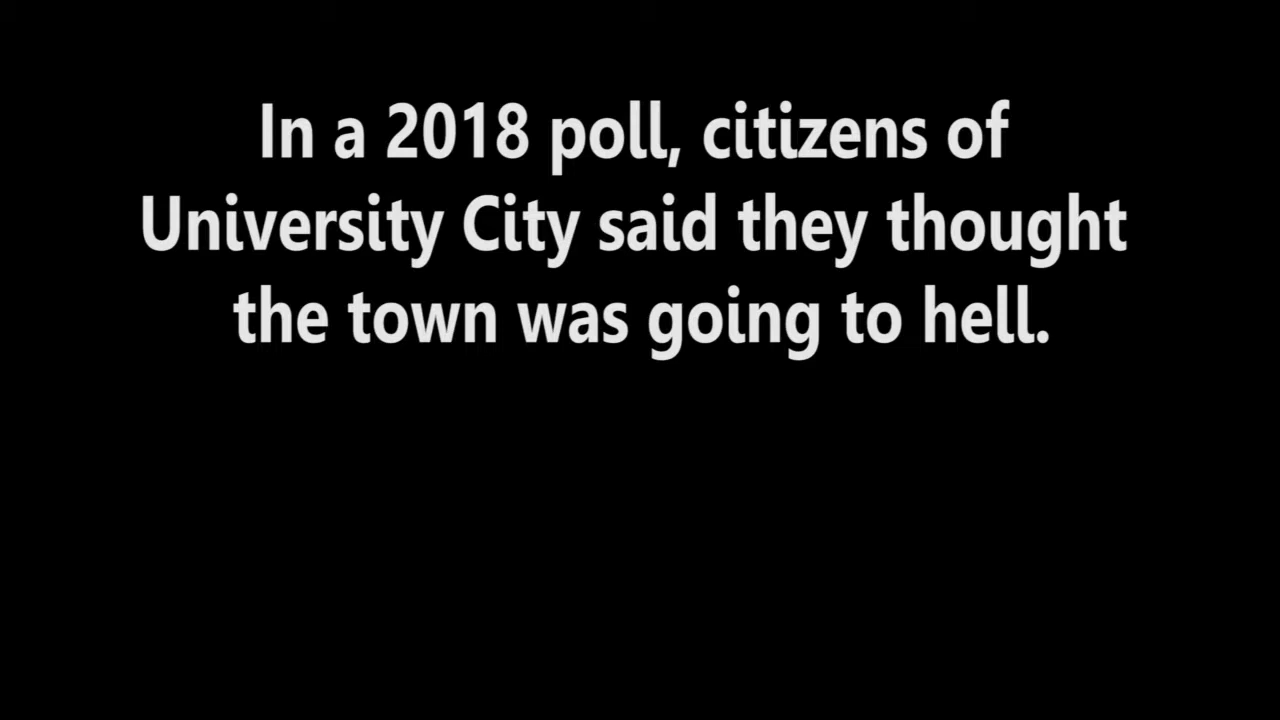 In a 2018 poll, citizens of
University City said they thought
the town was going to hell.